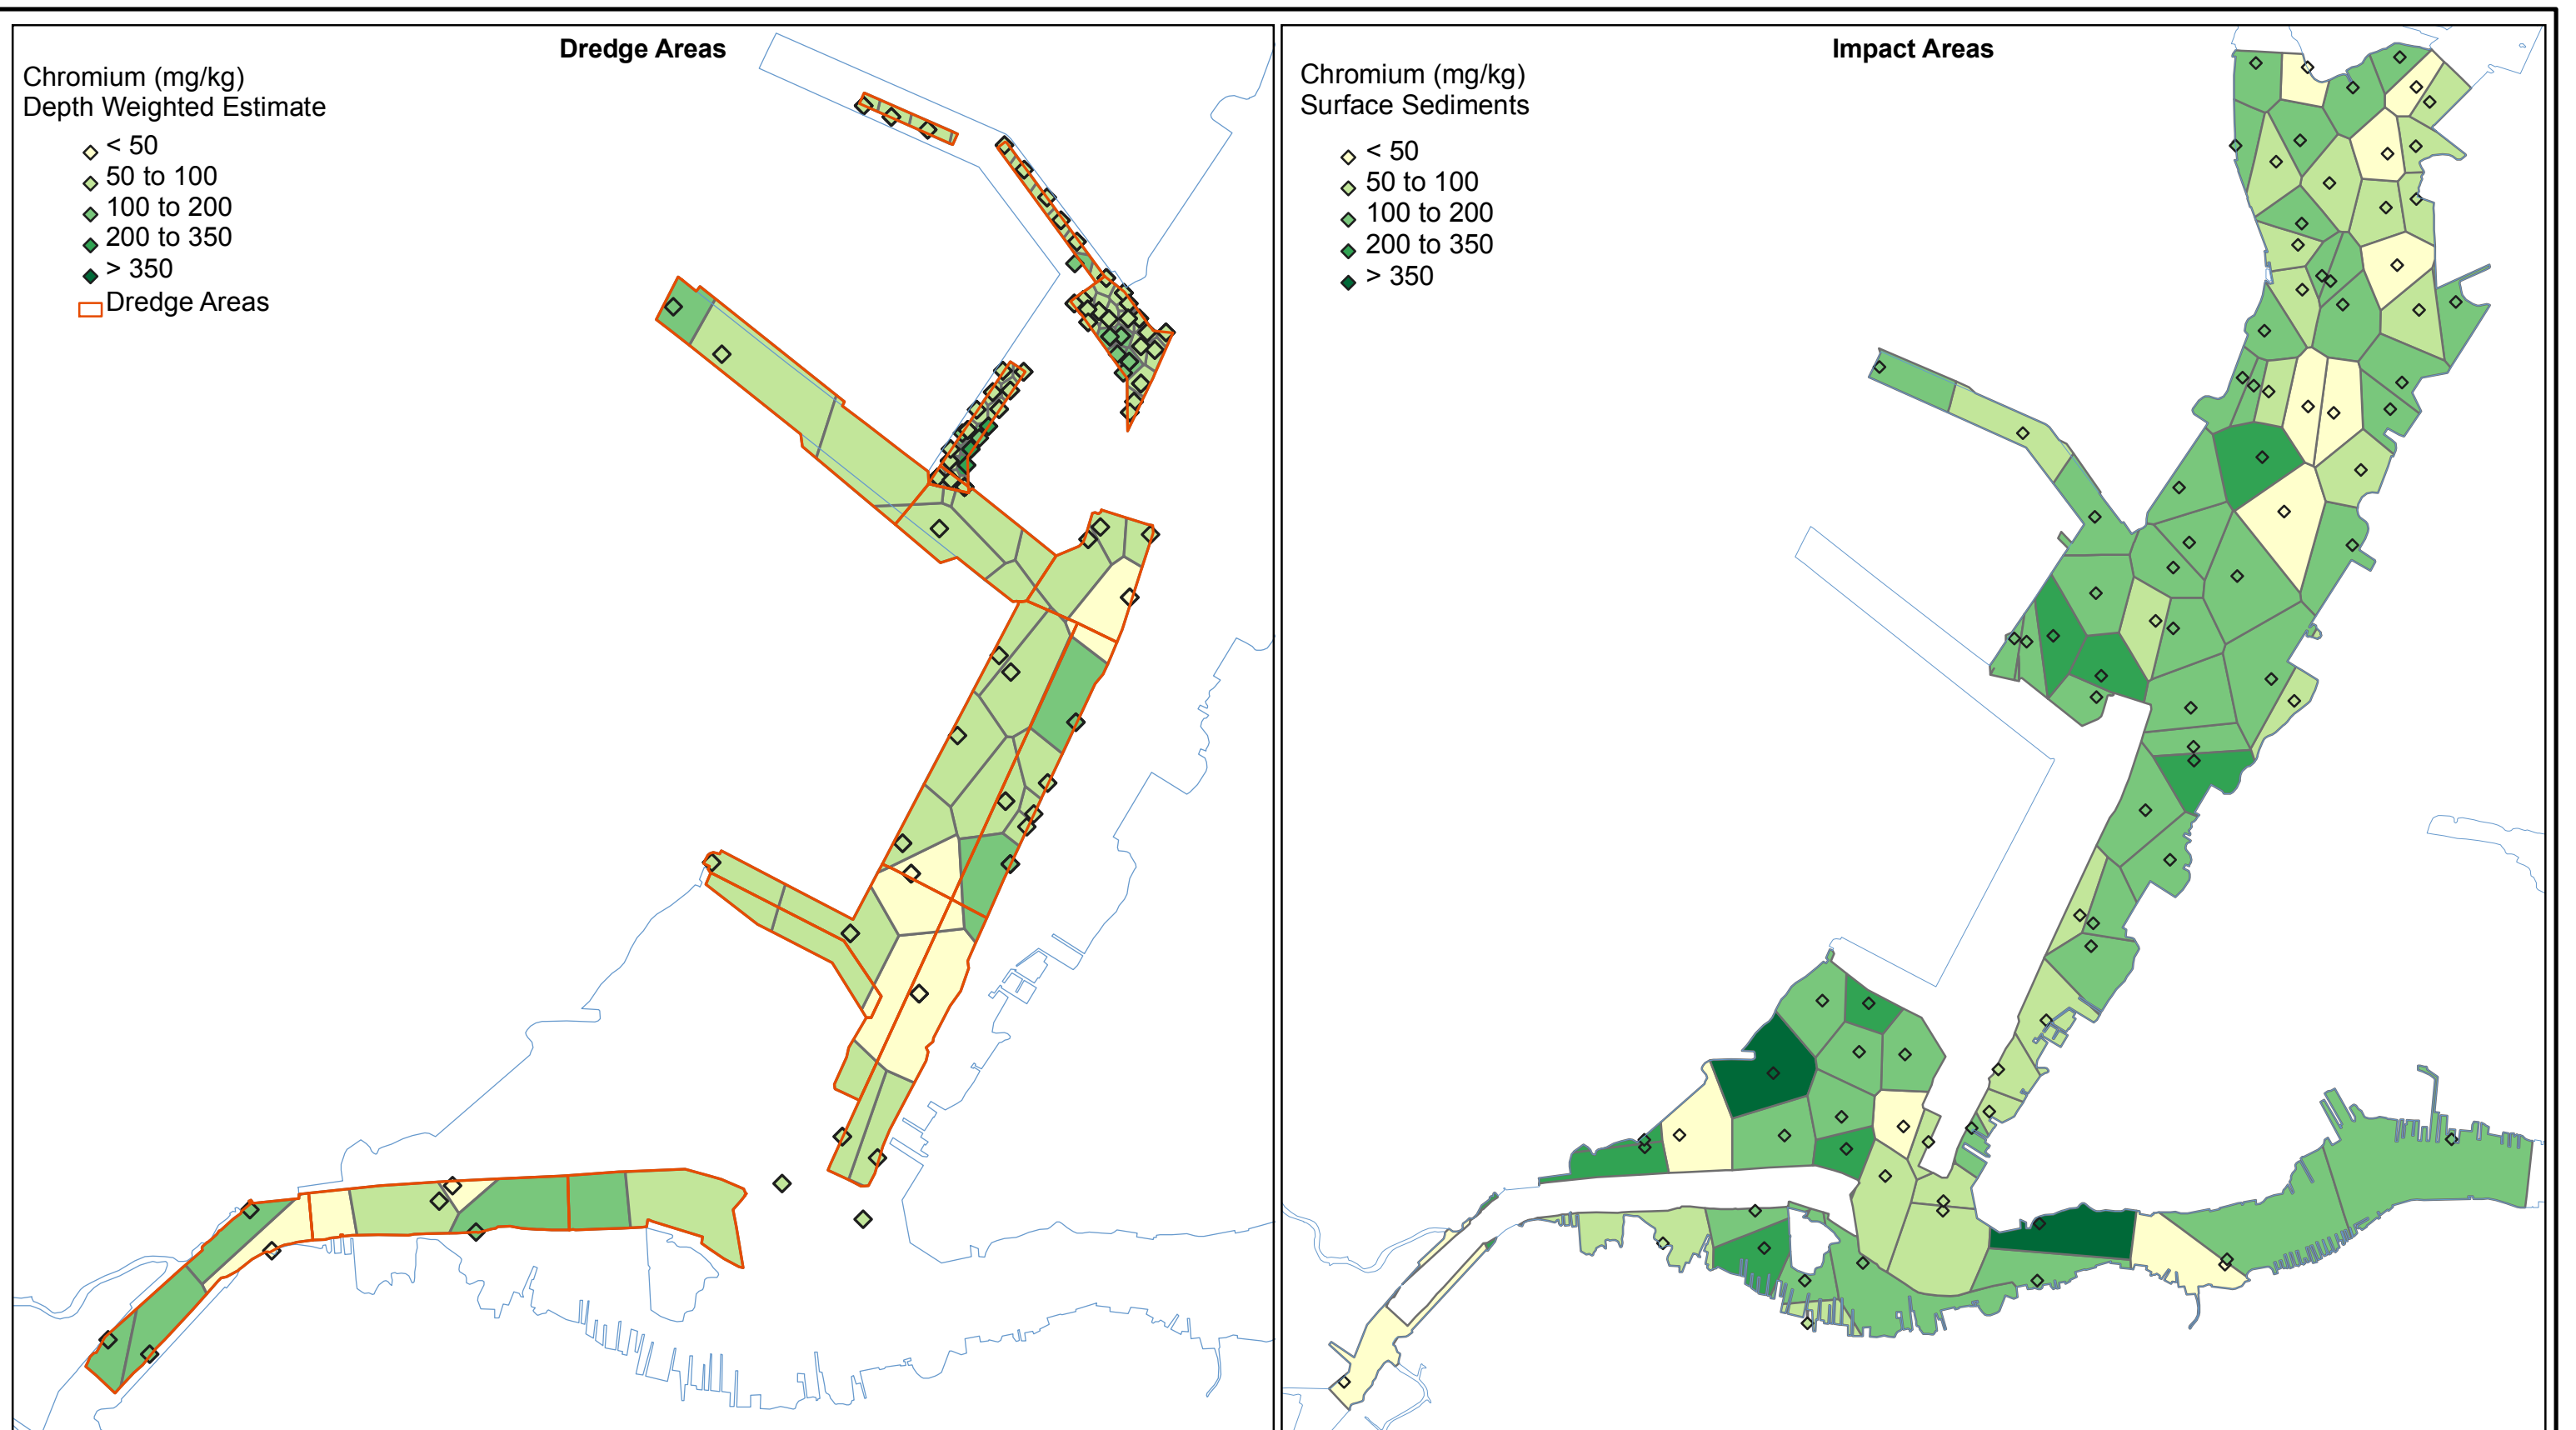 Dredge Areas
Chromium (mg/kg)
Depth Weighted Estimate
< 50
50 to 100
100 to 200
200 to 350
> 350
Dredge Areas
Impact Areas
Chromium (mg/kg)
Surface Sediments
< 50
50 to 100
100 to 200
200 to 350
> 350